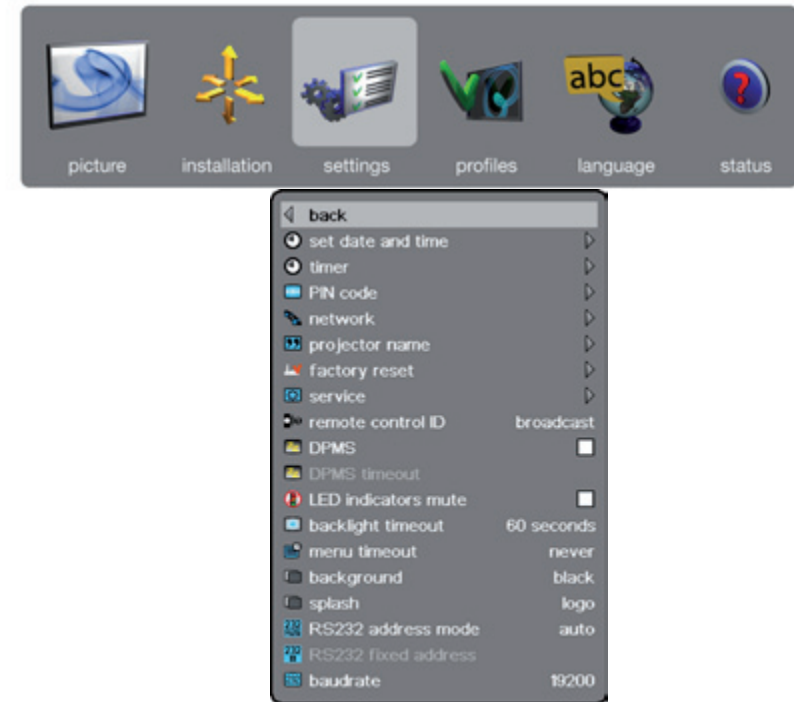 abc
picture installation settings profiles language status
back
set date and time
timer
PIN code
network
projector name
factory reset
service
remote control ID broadcast
DPMS
DPMS timeout
LED indicators mute
backlight timeout 60 seconds
menu timeout never
background black
splash logo
RS232 address mode auto
RS232 fixed address
baudrate 19200